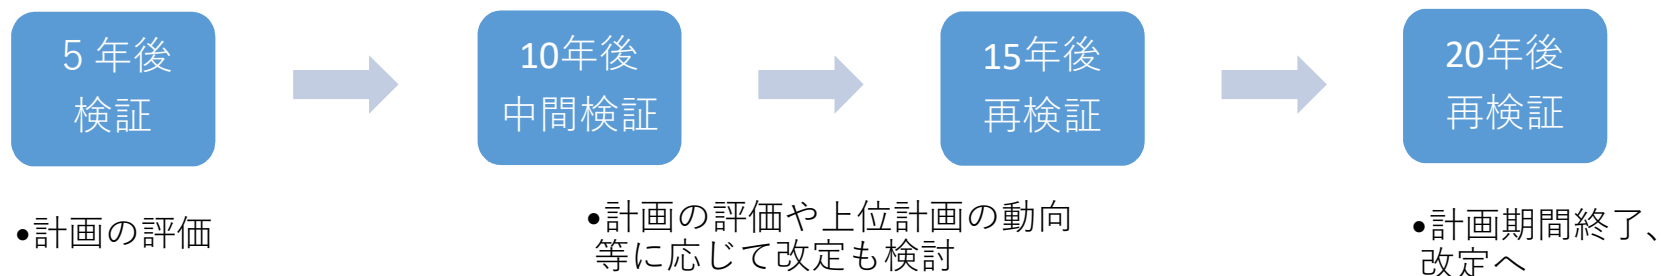 ５年後
検証
10年後
中間検証
15年後
再検証
20年後
再検証
•計画の評価
•計画の評価や上位計画の動向
等に応じて改定も検討
•計画期間終了、
改定へ